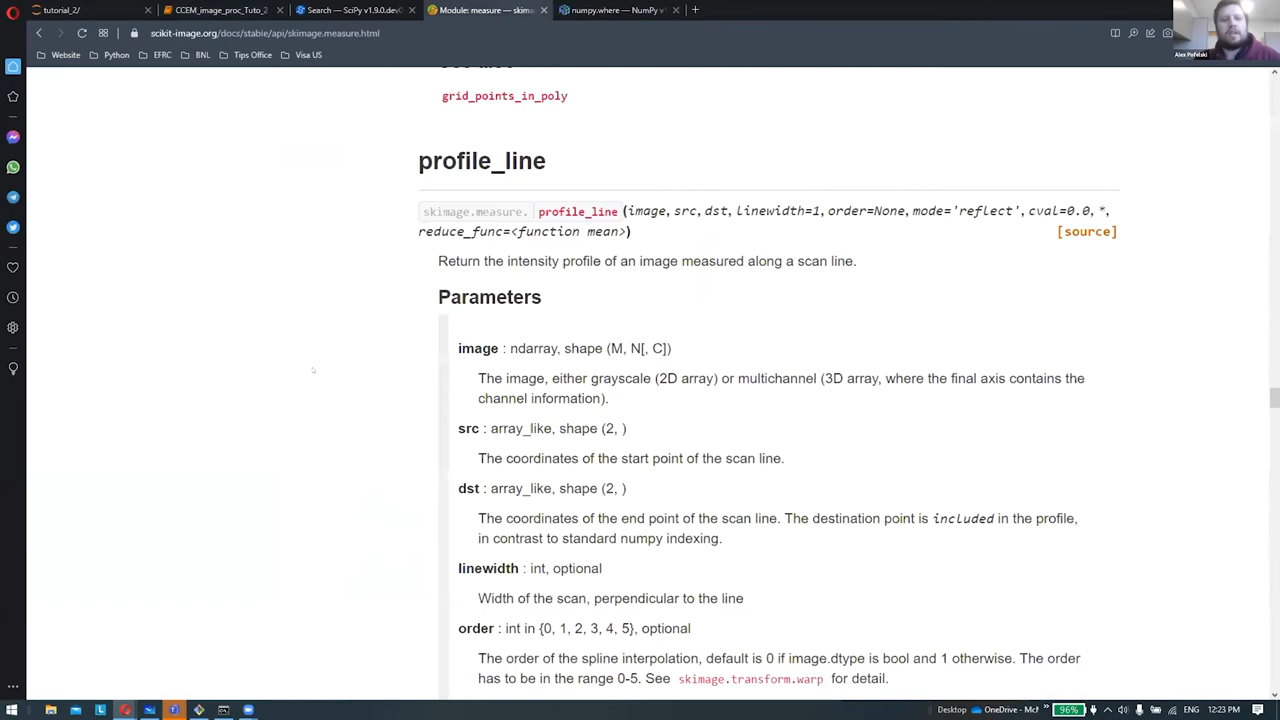 tutorial_2/
CCEM_image_proc_Tuto_2
Search — SciPy v1.9.0.de
Module: measure — skima
numpy.where — NumPy v
scikit-image.org/docs/stable/api/skimage.measure.html
Website
Python
EFRC
BNL
Tips Office
Visa US
Alex Pofelski
grid_points_in_poly
profile_line
skimage.measure. profile_line (image, src, dst, linewidth=1, order=None, mode='reflect', cval=0.0, *,
reduce_func=<function mean>) [source]
Return the intensity profile of an image measured along a scan line.
Parameters
image : ndarray, shape (M, N[, C])
The image, either grayscale (2D array) or multichannel (3D array, where the final axis contains the
channel information).
src : array_like, shape (2, )
The coordinates of the start point of the scan line.
dst : array_like, shape (2, )
The coordinates of the end point of the scan line. The destination point is included in the profile,
in contrast to standard numpy indexing.
linewidth : int, optional
Width of the scan, perpendicular to the line
order : int in {0, 1, 2, 3, 4, 5}, optional
The order of the spline interpolation, default is 0 if image.dtype is bool and 1 otherwise. The order
has to be in the range 0-5. See skimage.transform.warp for detail.
Desktop
OneDrive - McM
96%
ENG
12:23 PM